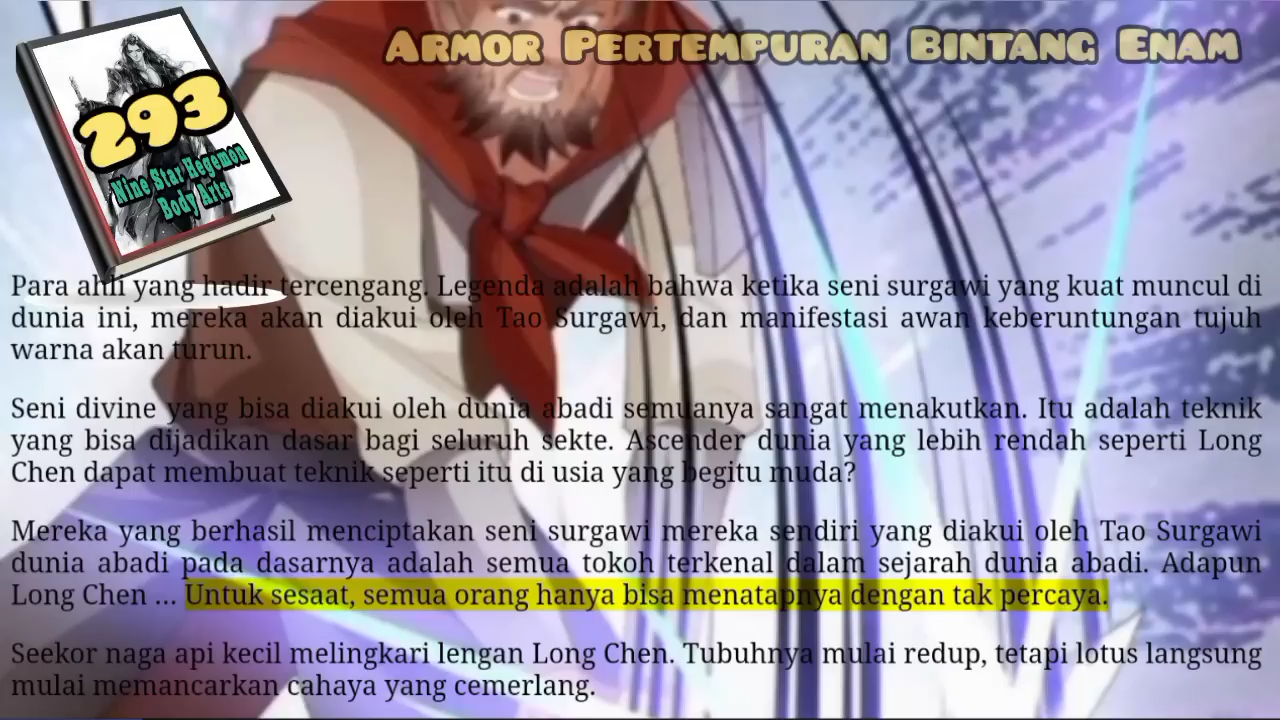 Armor Pertempuran Bintang Enam
293
Nine Star Hegemon
Body Arts
Para ahli yang hadir tercengang. Legenda adalah bahwa ketika seni surgawi yang kuat muncul di
dunia ini, mereka akan diakui oleh Tao Surgawi, dan manifestasi awan keberuntungan tujuh
warna akan turun.
Seni divine yang bisa diakui oleh dunia abadi semuanya sangat menakutkan. Itu adalah teknik
yang bisa dijadikan dasar bagi seluruh sekte. Ascender dunia yang lebih rendah seperti Long
Chen dapat membuat teknik seperti itu di usia yang begitu muda?
Mereka yang berhasil menciptakan seni surgawi mereka sendiri yang diakui oleh Tao Surgawi
dunia abadi pada dasarnya adalah semua tokoh terkenal dalam sejarah dunia abadi. Adapun
Long Chen ... Untuk sesaat, semua orang hanya bisa menatapnya dengan tak percaya.
Seekor naga api kecil melingkari lengan Long Chen. Tubuhnya mulai redup, tetapi lotus langsung
mulai memancarkan cahaya yang cemerlang.